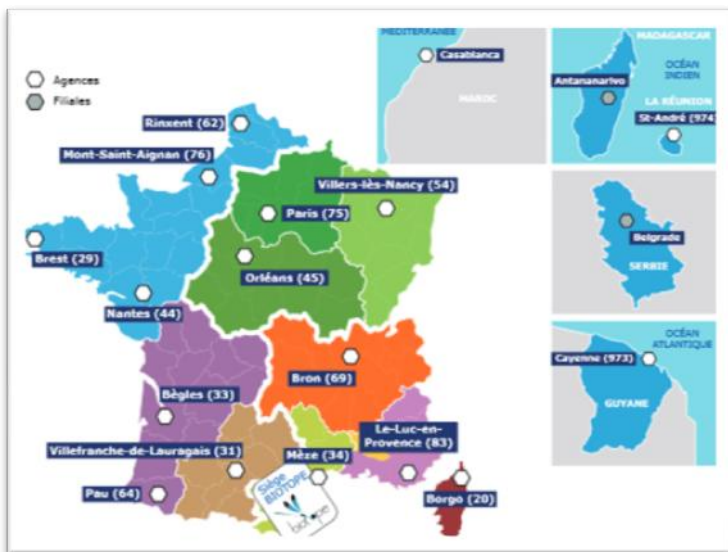 Agences
Filiales
Rinxent (62)
Mont-Saint-Aignan (76)
Villers-lès-Nancy (54)
Paris (75)
Brest (29)
Orléans (45)
Nantes (44)
Bron (69)
Bègles (33)
Le-Luc-en-
Provence (83)
Villefranche-de-Lauragais (31)
Mèze (34)
Pau (64)
Siège
BIOTOPE
biotope
Borgo (20)
MÉDITERRANÉE
Casablanca
MAROC
MADAGASCAR
Antananarivo
OCÉAN
INDIEN
LA RÉUNION
St-André (974)
Belgrade
SERBIE
OCÉAN
ATLANTIQUE
Cayenne (973)
GUYANE